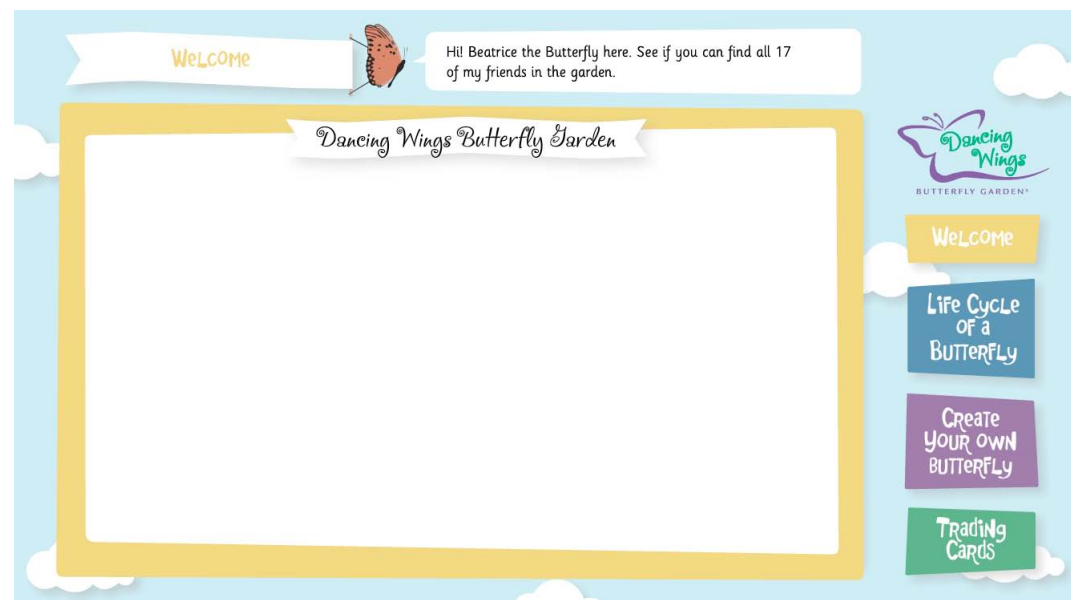 Welcome
Hi! Beatrice the Butterfly here. See if you can find all 17
of my friends in the garden.
Dancing Wings Butterfly Garden
Dancing
Wings
BUTTERFLY GARDEN®
Welcome
Life Cycle
of a
Butterfly
Create
Your Own
Butterfly
Trading
Cards